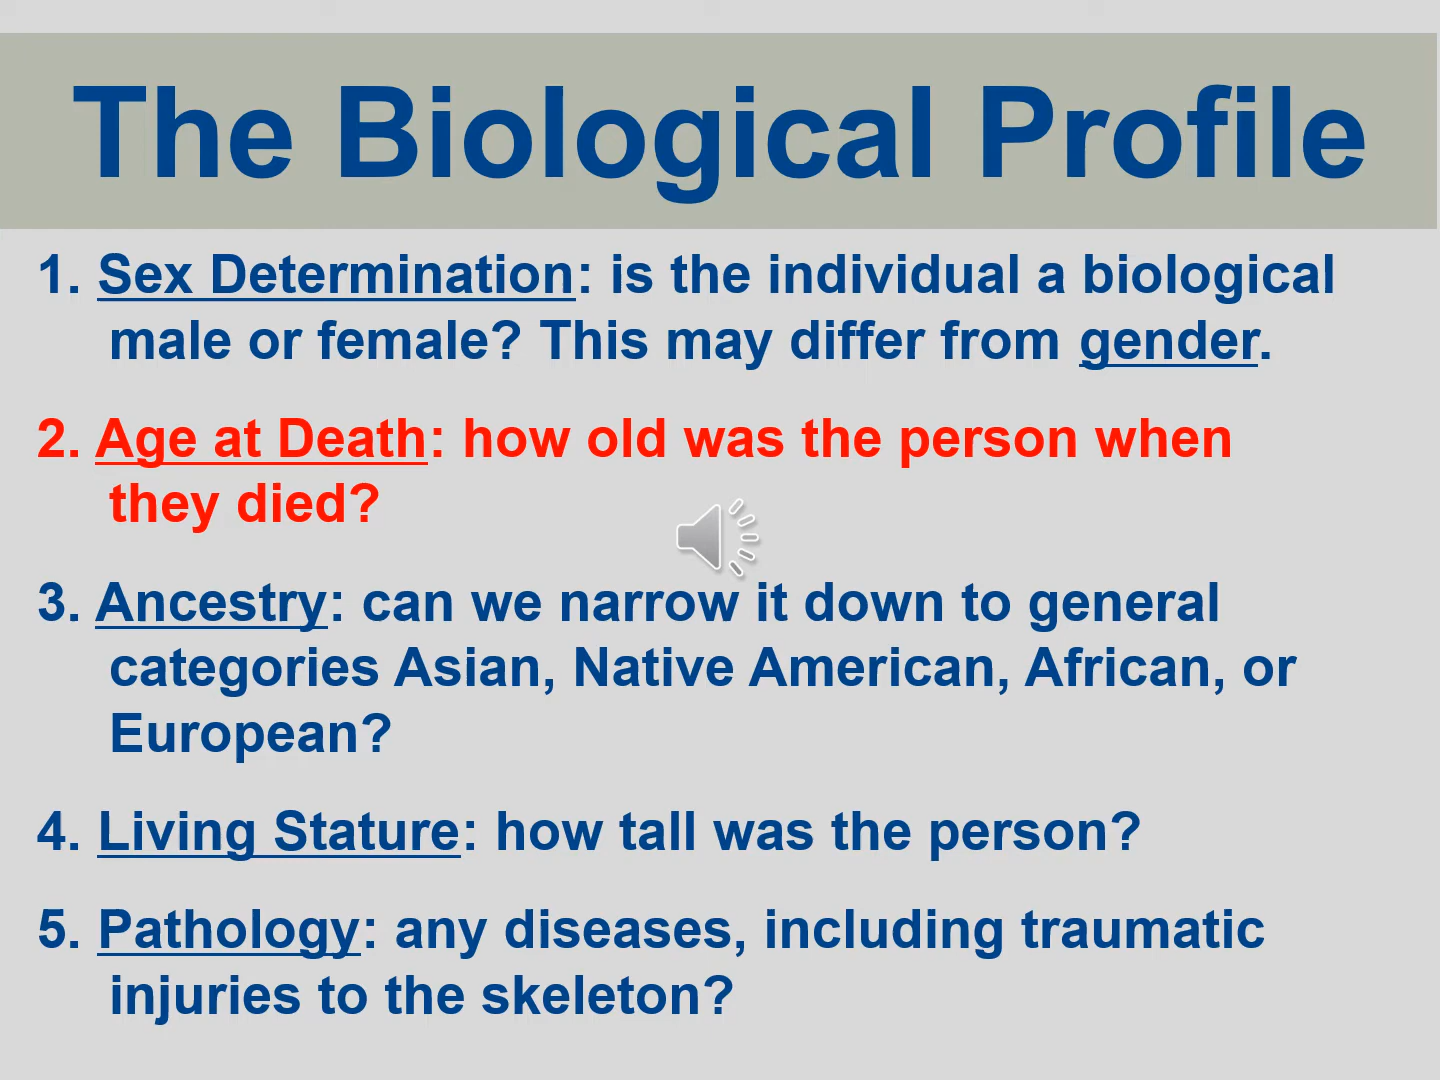 The Biological Profile
1. Sex Determination: is the individual a biological
male or female? This may differ from gender.
2. Age at Death: how old was the person when
they died?
3. Ancestry: can we narrow it down to general
categories Asian, Native American, African, or
European?
4. Living Stature: how tall was the person?
5. Pathology: any diseases, including traumatic
injuries to the skeleton?